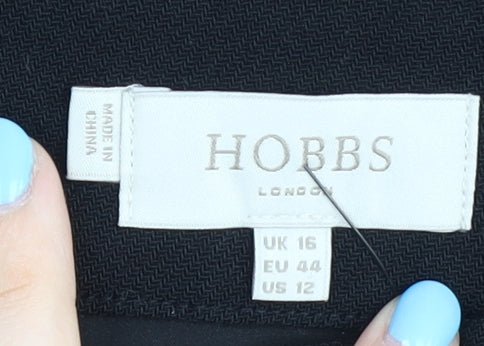 MADE IN
CHINA
HOBBS
LONDON
UK 16
EU 44
US 12